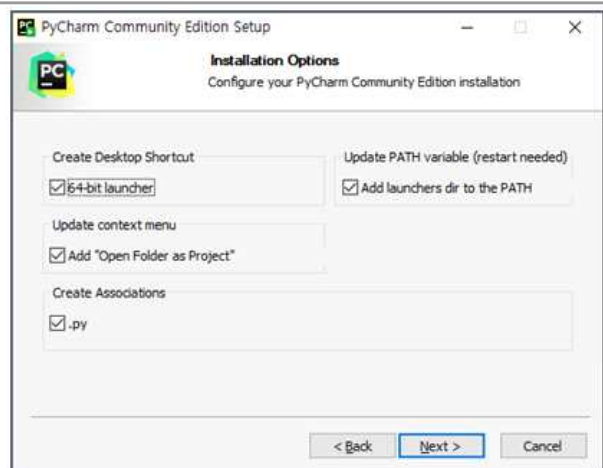 PyCharm Community Edition Setup
PC
Installation Options
Configure your PyCharm Community Edition installation
Create Desktop Shortcut
64-bit launcher
Update PATH variable (restart needed)
Add launchers dir to the PATH
Update context menu
Add "Open Folder as Project"
Create Associations
.py
< Back
Next >
Cancel